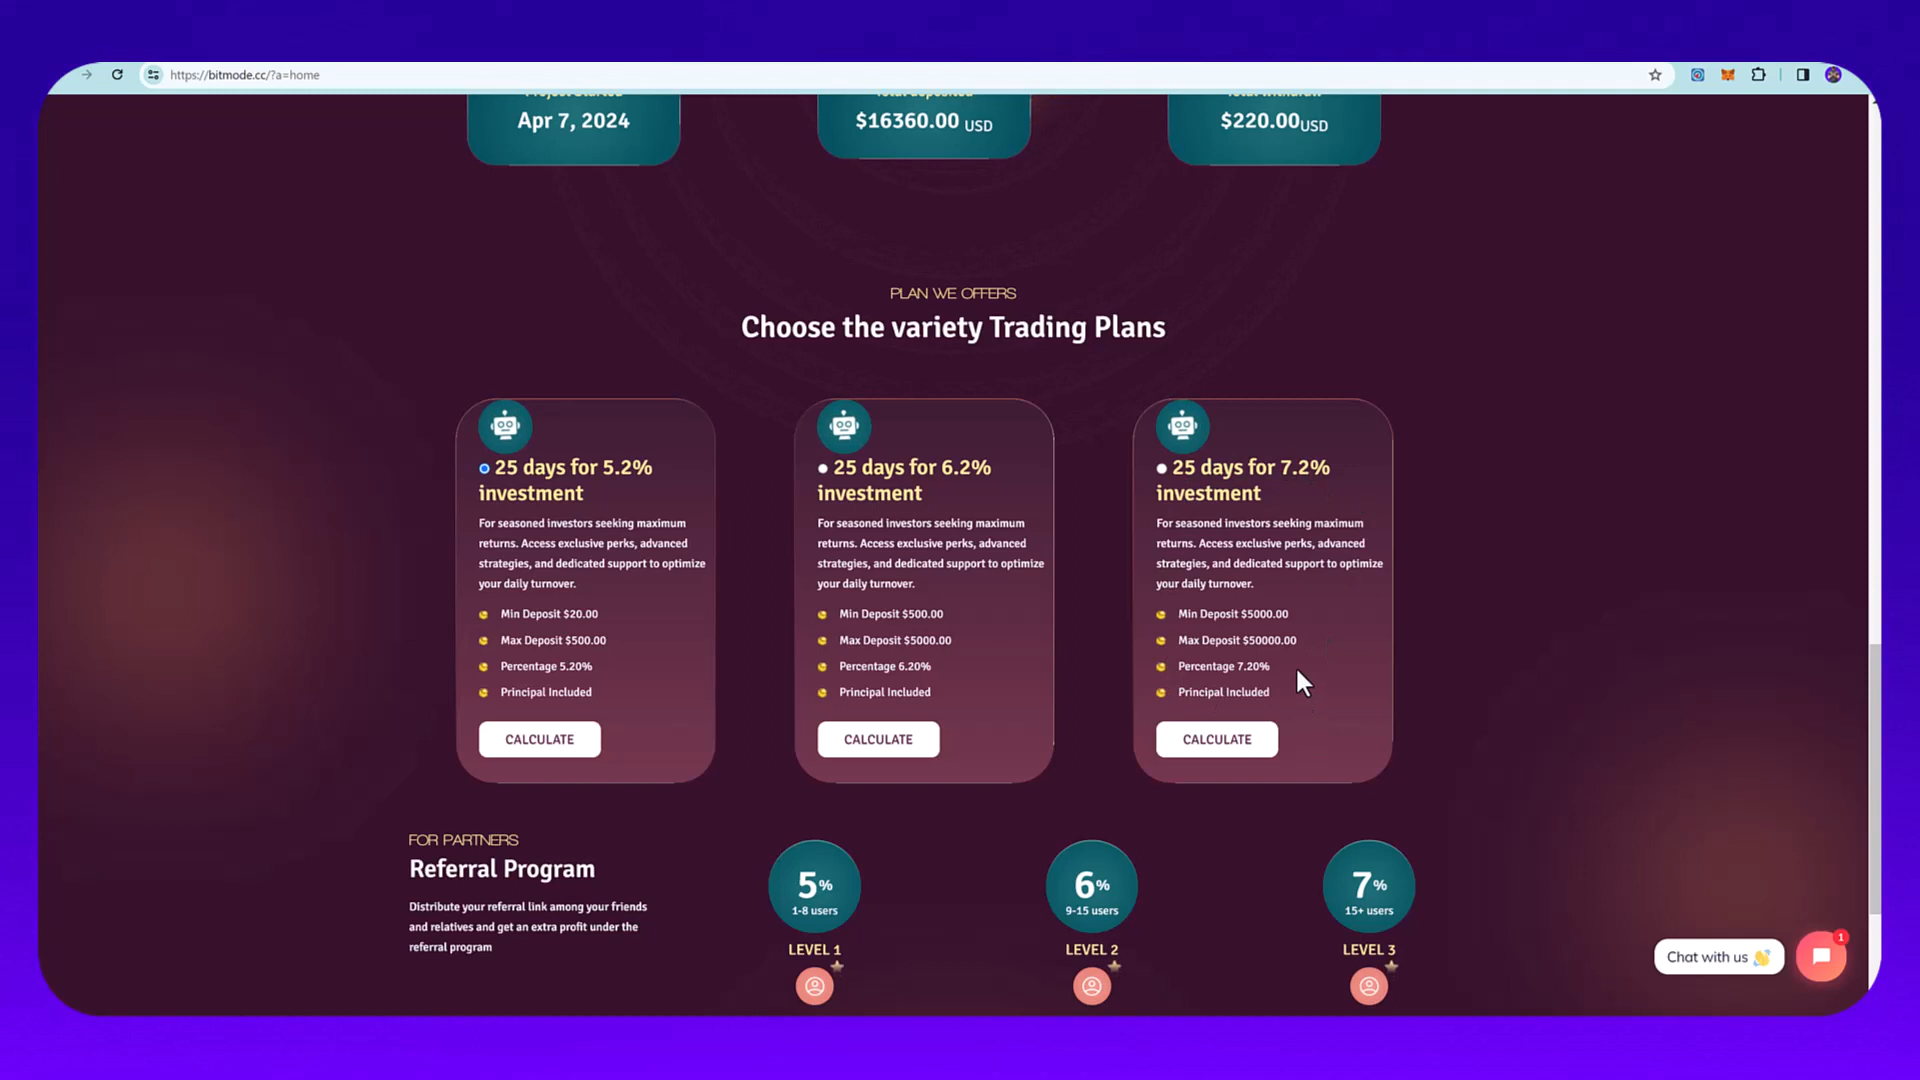 https://bitmode.cc/?a=home
Project Started
Total deposited
Total withdraw
Apr 7, 2024
$16360.00 USD
$220.00USD
PLAN WE OFFERS
Choose the variety Trading Plans
25 days for 5.2%
investment
For seasoned investors seeking maximum
returns. Access exclusive perks, advanced
strategies, and dedicated support to optimize
your daily turnover.
Min Deposit $20.00
Max Deposit $500.00
Percentage 5.20%
Principal Included
CALCULATE
25 days for 6.2%
investment
For seasoned investors seeking maximum
returns. Access exclusive perks, advanced
strategies, and dedicated support to optimize
your daily turnover.
Min Deposit $500.00
Max Deposit $5000.00
Percentage 6.20%
Principal Included
CALCULATE
25 days for 7.2%
investment
For seasoned investors seeking maximum
returns. Access exclusive perks, advanced
strategies, and dedicated support to optimize
your daily turnover.
Min Deposit $5000.00
Max Deposit $50000.00
Percentage 7.20%
Principal Included
CALCULATE
FOR PARTNERS
Referral Program
Distribute your referral link among your friends
and relatives and get an extra profit under the
referral program
5%
1-8 users
LEVEL 1
6%
9-15 users
LEVEL 2
7%
15+ users
LEVEL 3
Chat with us 👋
1